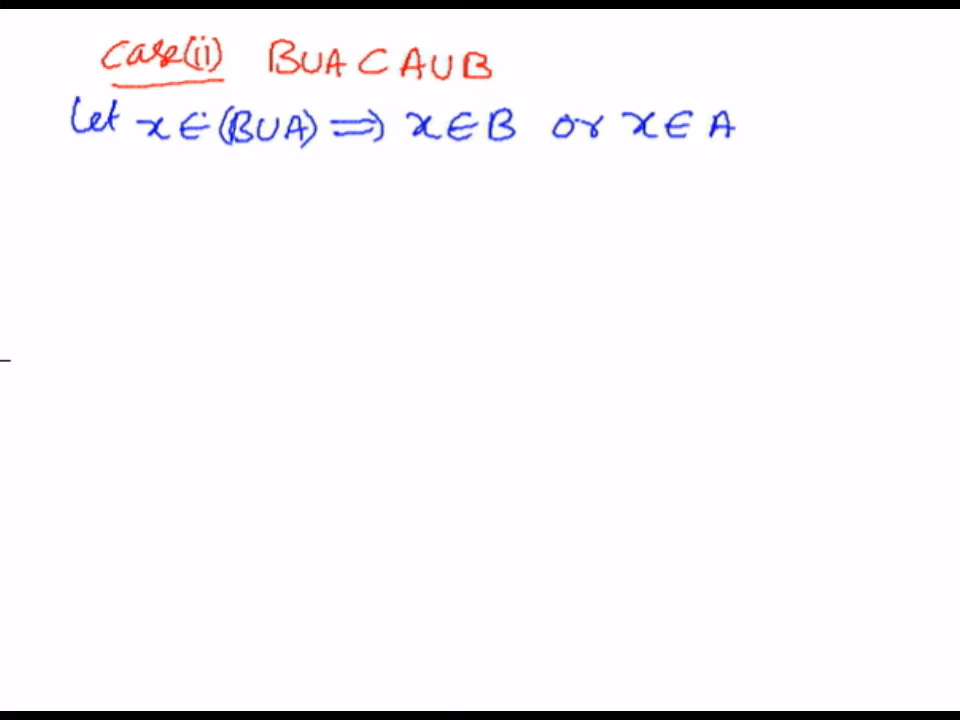 Case(ii) B∪A ⊂ A∪B
Let x∈(B∪A) ⟹ x∈B or x∈A